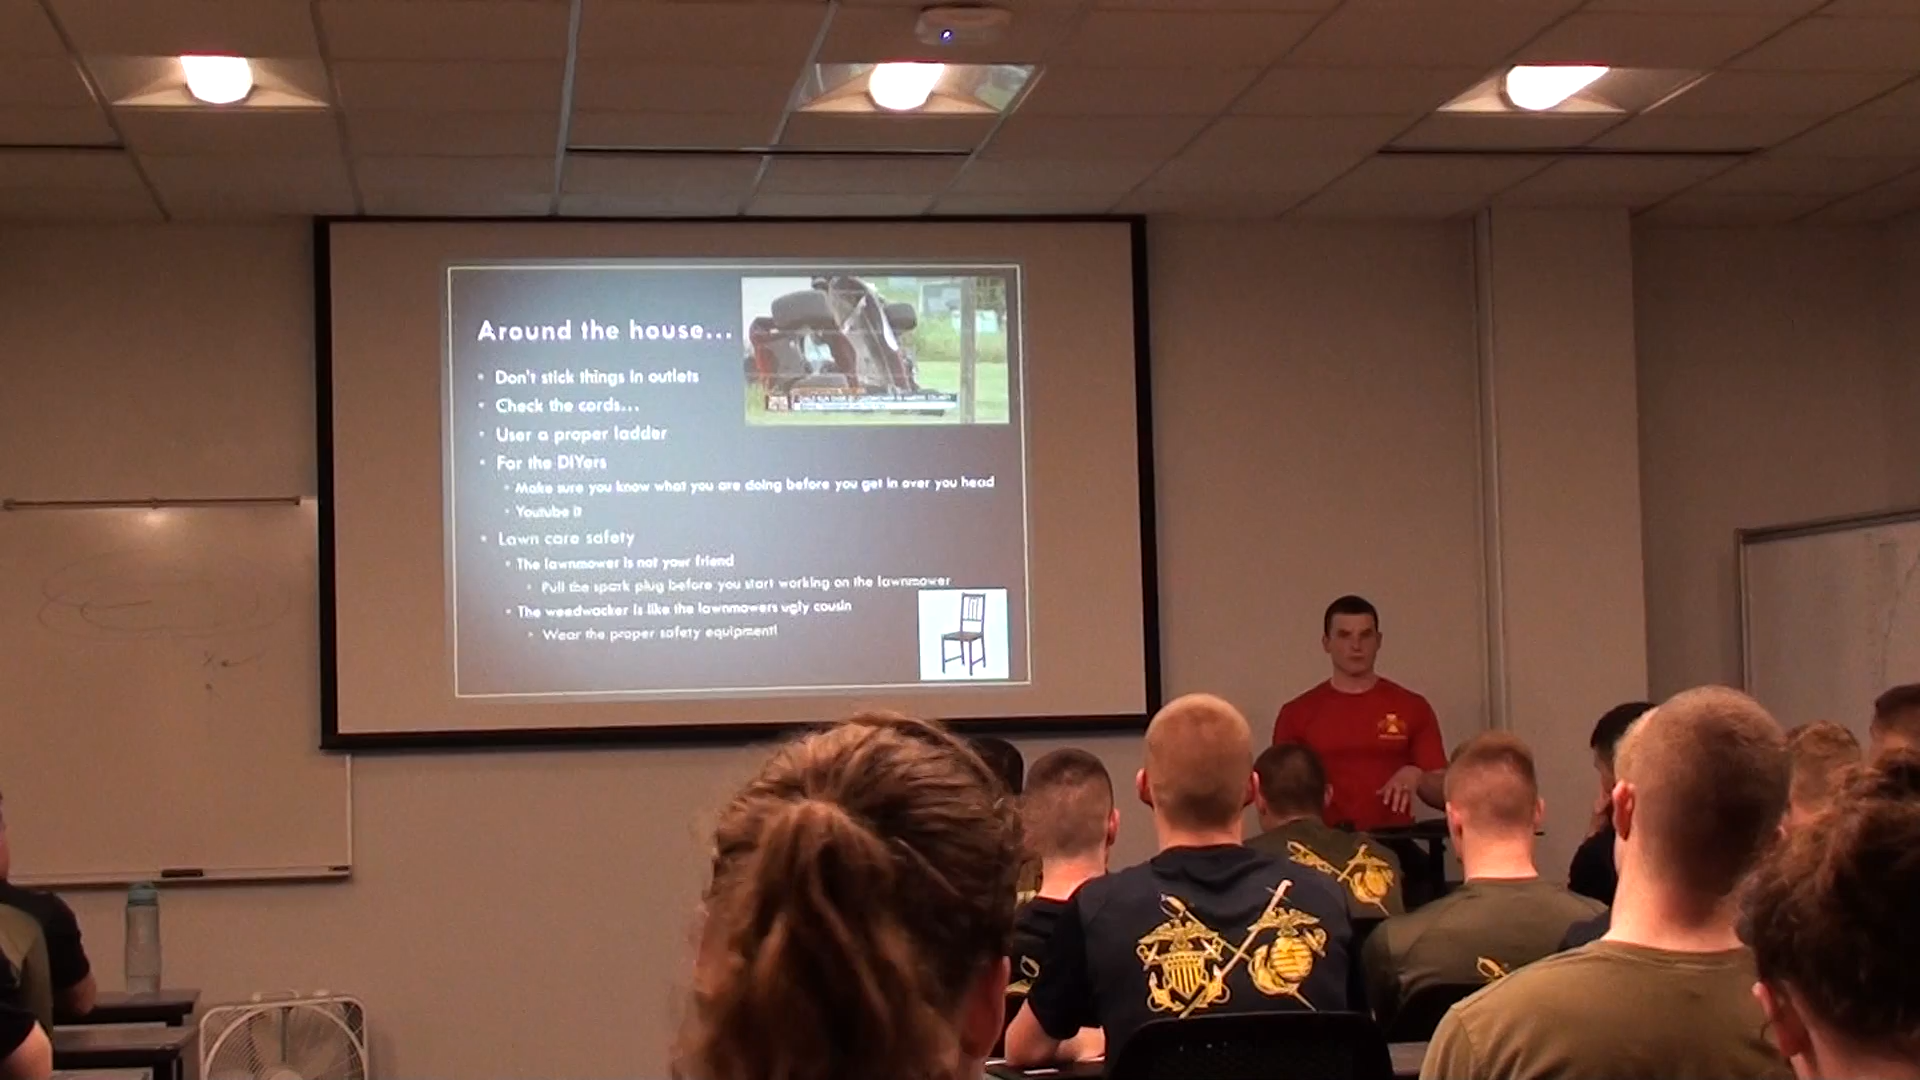 Around the house...
Don't stick things in outlets
Check the cords...
User a proper ladder
For the DIYers
Make sure you know what you are doing before you get in over you head
Youtube it
Lawn care safety
The lawnmower is not your friend
Pull the spark plug before you start working on the lawnmower
The weedwacker is like the lawnmowers ugly cousin
Wear the proper safety equipment!